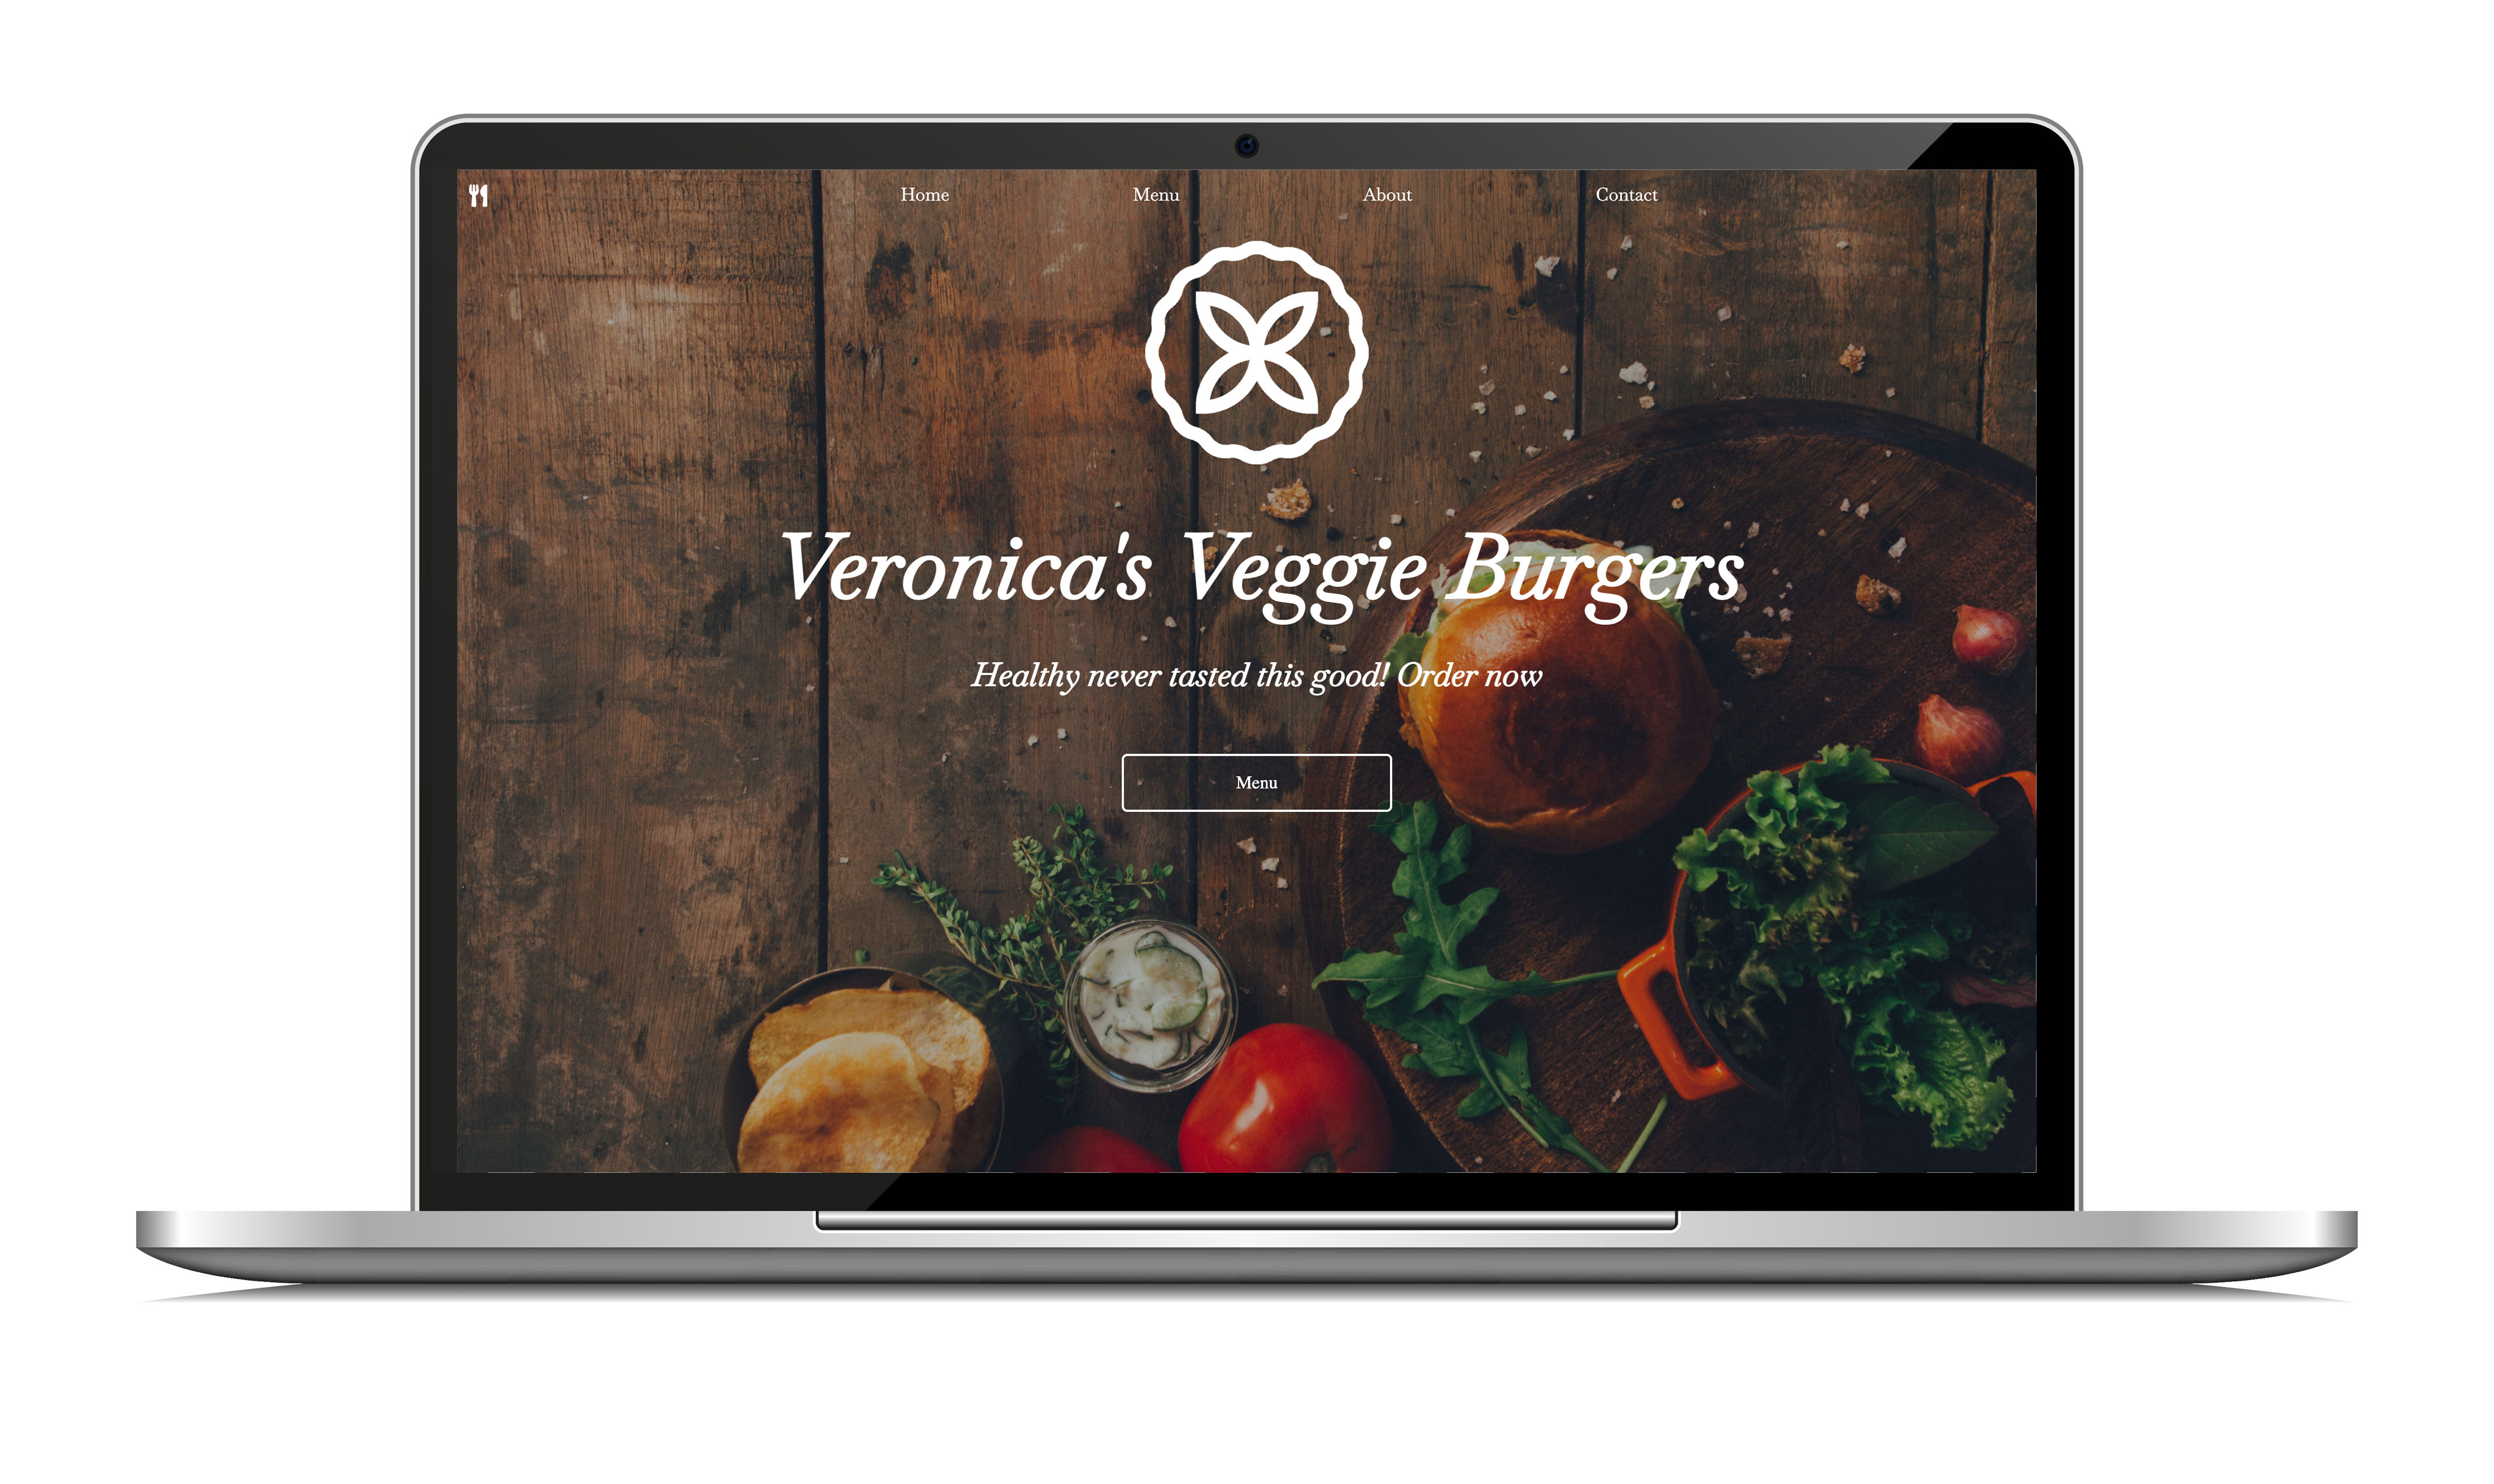 Home Menu About Contact
Veronica's Veggie Burgers
Healthy never tasted this good! Order now
Menu